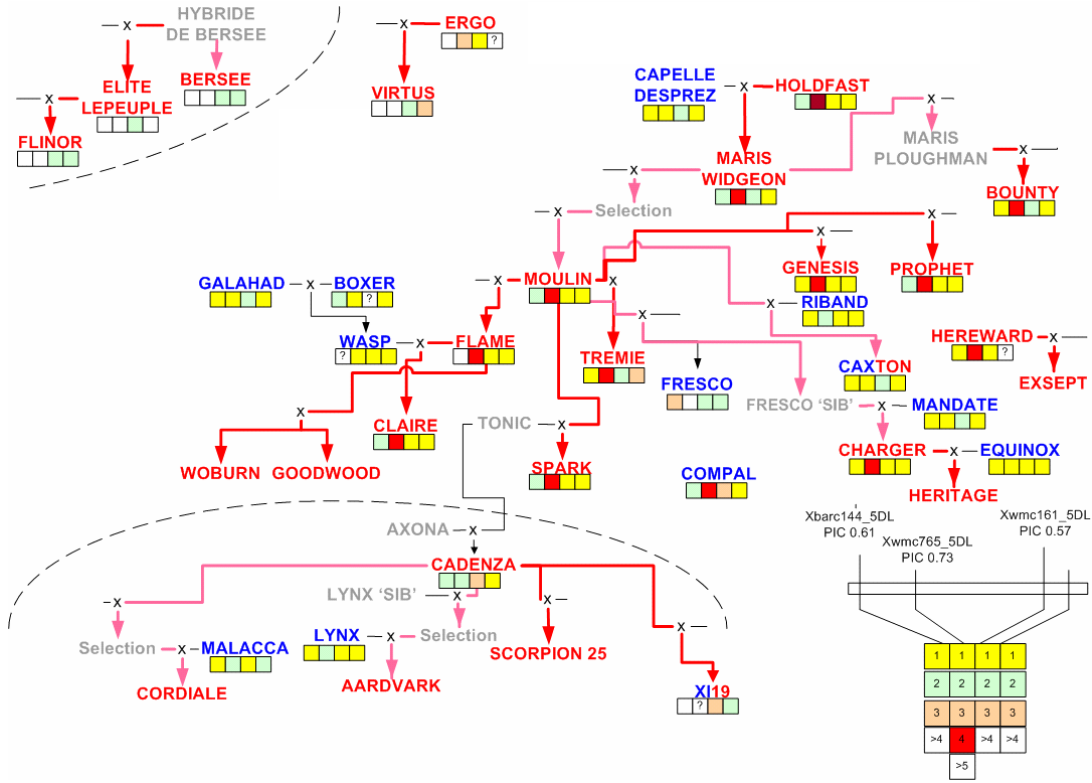 HYBRIDE
DE BERSEE
X
ERGO
X
?
ELITE
LEPEUPLE
BERSEE
VIRTUS
X
FLINOR
CAPELLE
DESPREZ
X
HOLDFAST
X
MARIS
PLOUGHMAN
X
MARIS
WIDGEON
X
BOUNTY
X
Selection
X
X
GALAHAD
X
BOXER
?
X
MOULIN
X
GENESIS
PROPHET
X
RIBAND
X
WASP
?
X
FLAME
TREMIE
FRESCO
HEREWARD
X
?
CAXTON
EXSEPT
X
CLAIRE
TONIC
X
FRESCO 'SIB'
X
MANDATE
WOBURN
GOODWOOD
SPARK
COMPAL
CHARGER
X
EQUINOX
HERITAGE
AXONA
X
Xbarc144_5DL
PIC 0.61
Xwmc161_5DL
PIC 0.57
Xwmc765_5DL
PIC 0.73
CADENZA
LYNX 'SIB'
X
X
X
X
Selection
X
MALACCA
LYNX
X
Selection
SCORPION 25
CORDIALE
AARDVARK
XI19
?
1 1 1 1
2 2 2 2
3 3 3 3
>4 4 >4 >4
>5